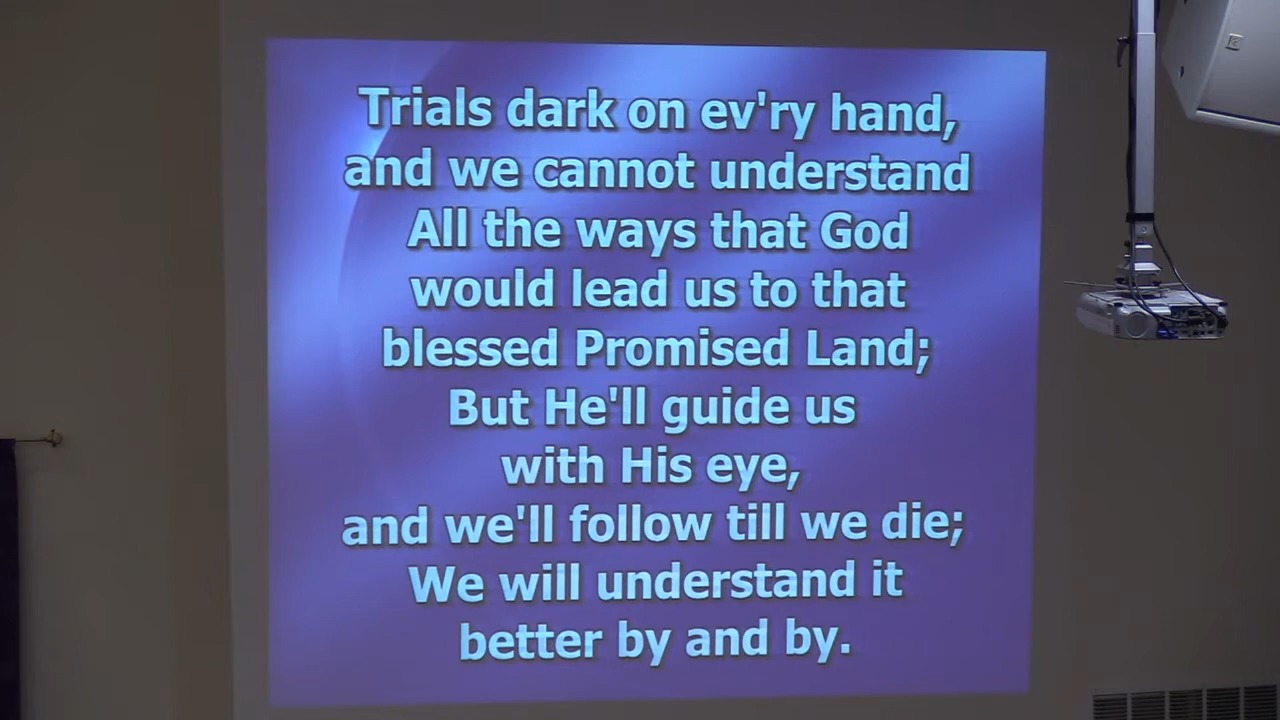 Trials dark on ev'ry hand,
and we cannot understand
All the ways that God
would lead us to that
blessed Promised Land;
But He'll guide us
with His eye,
and we'll follow till we die;
We will understand it
better by and by.